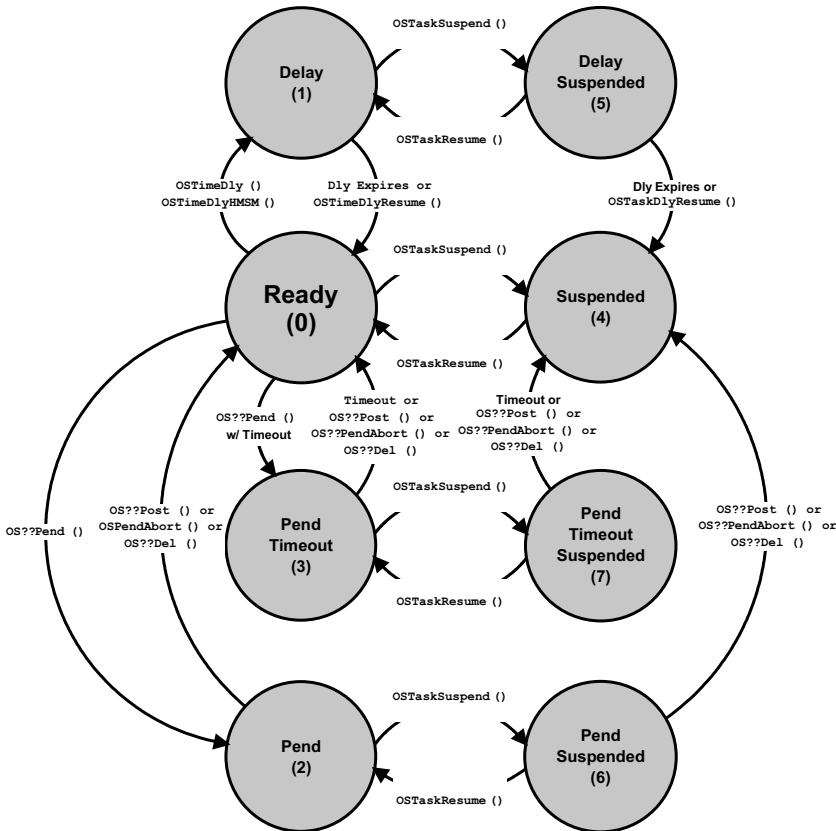 OSTaskSuspend ()
Delay
(1)
Delay
Suspended
(5)
OSTaskResume ()
OSTimeDly ()
OSTimeDlyHMSM ()
Dly Expires or
OSTimeDlyResume ()
Dly Expires or
OSTaskDlyResume ()
OSTaskSuspend ()
Ready
(0)
Suspended
(4)
OSTaskResume ()
OS??Pend ()
w/ Timeout
Timeout or
OS??Post () or
OS??PendAbort () or
OS??Del ()
Timeout or
OS??Post () or
OS??PendAbort () or
OS??Del ()
OSTaskSuspend ()
OS??Pend ()
OS??Post () or
OSPendAbort () or
OS??Del ()
Pend
Timeout
(3)
Pend
Timeout
Suspended
(7)
OS??Post () or
OS??PendAbort () or
OS??Del ()
OSTaskResume ()
OSTaskSuspend ()
Pend
(2)
Pend
Suspended
(6)
OSTaskResume ()